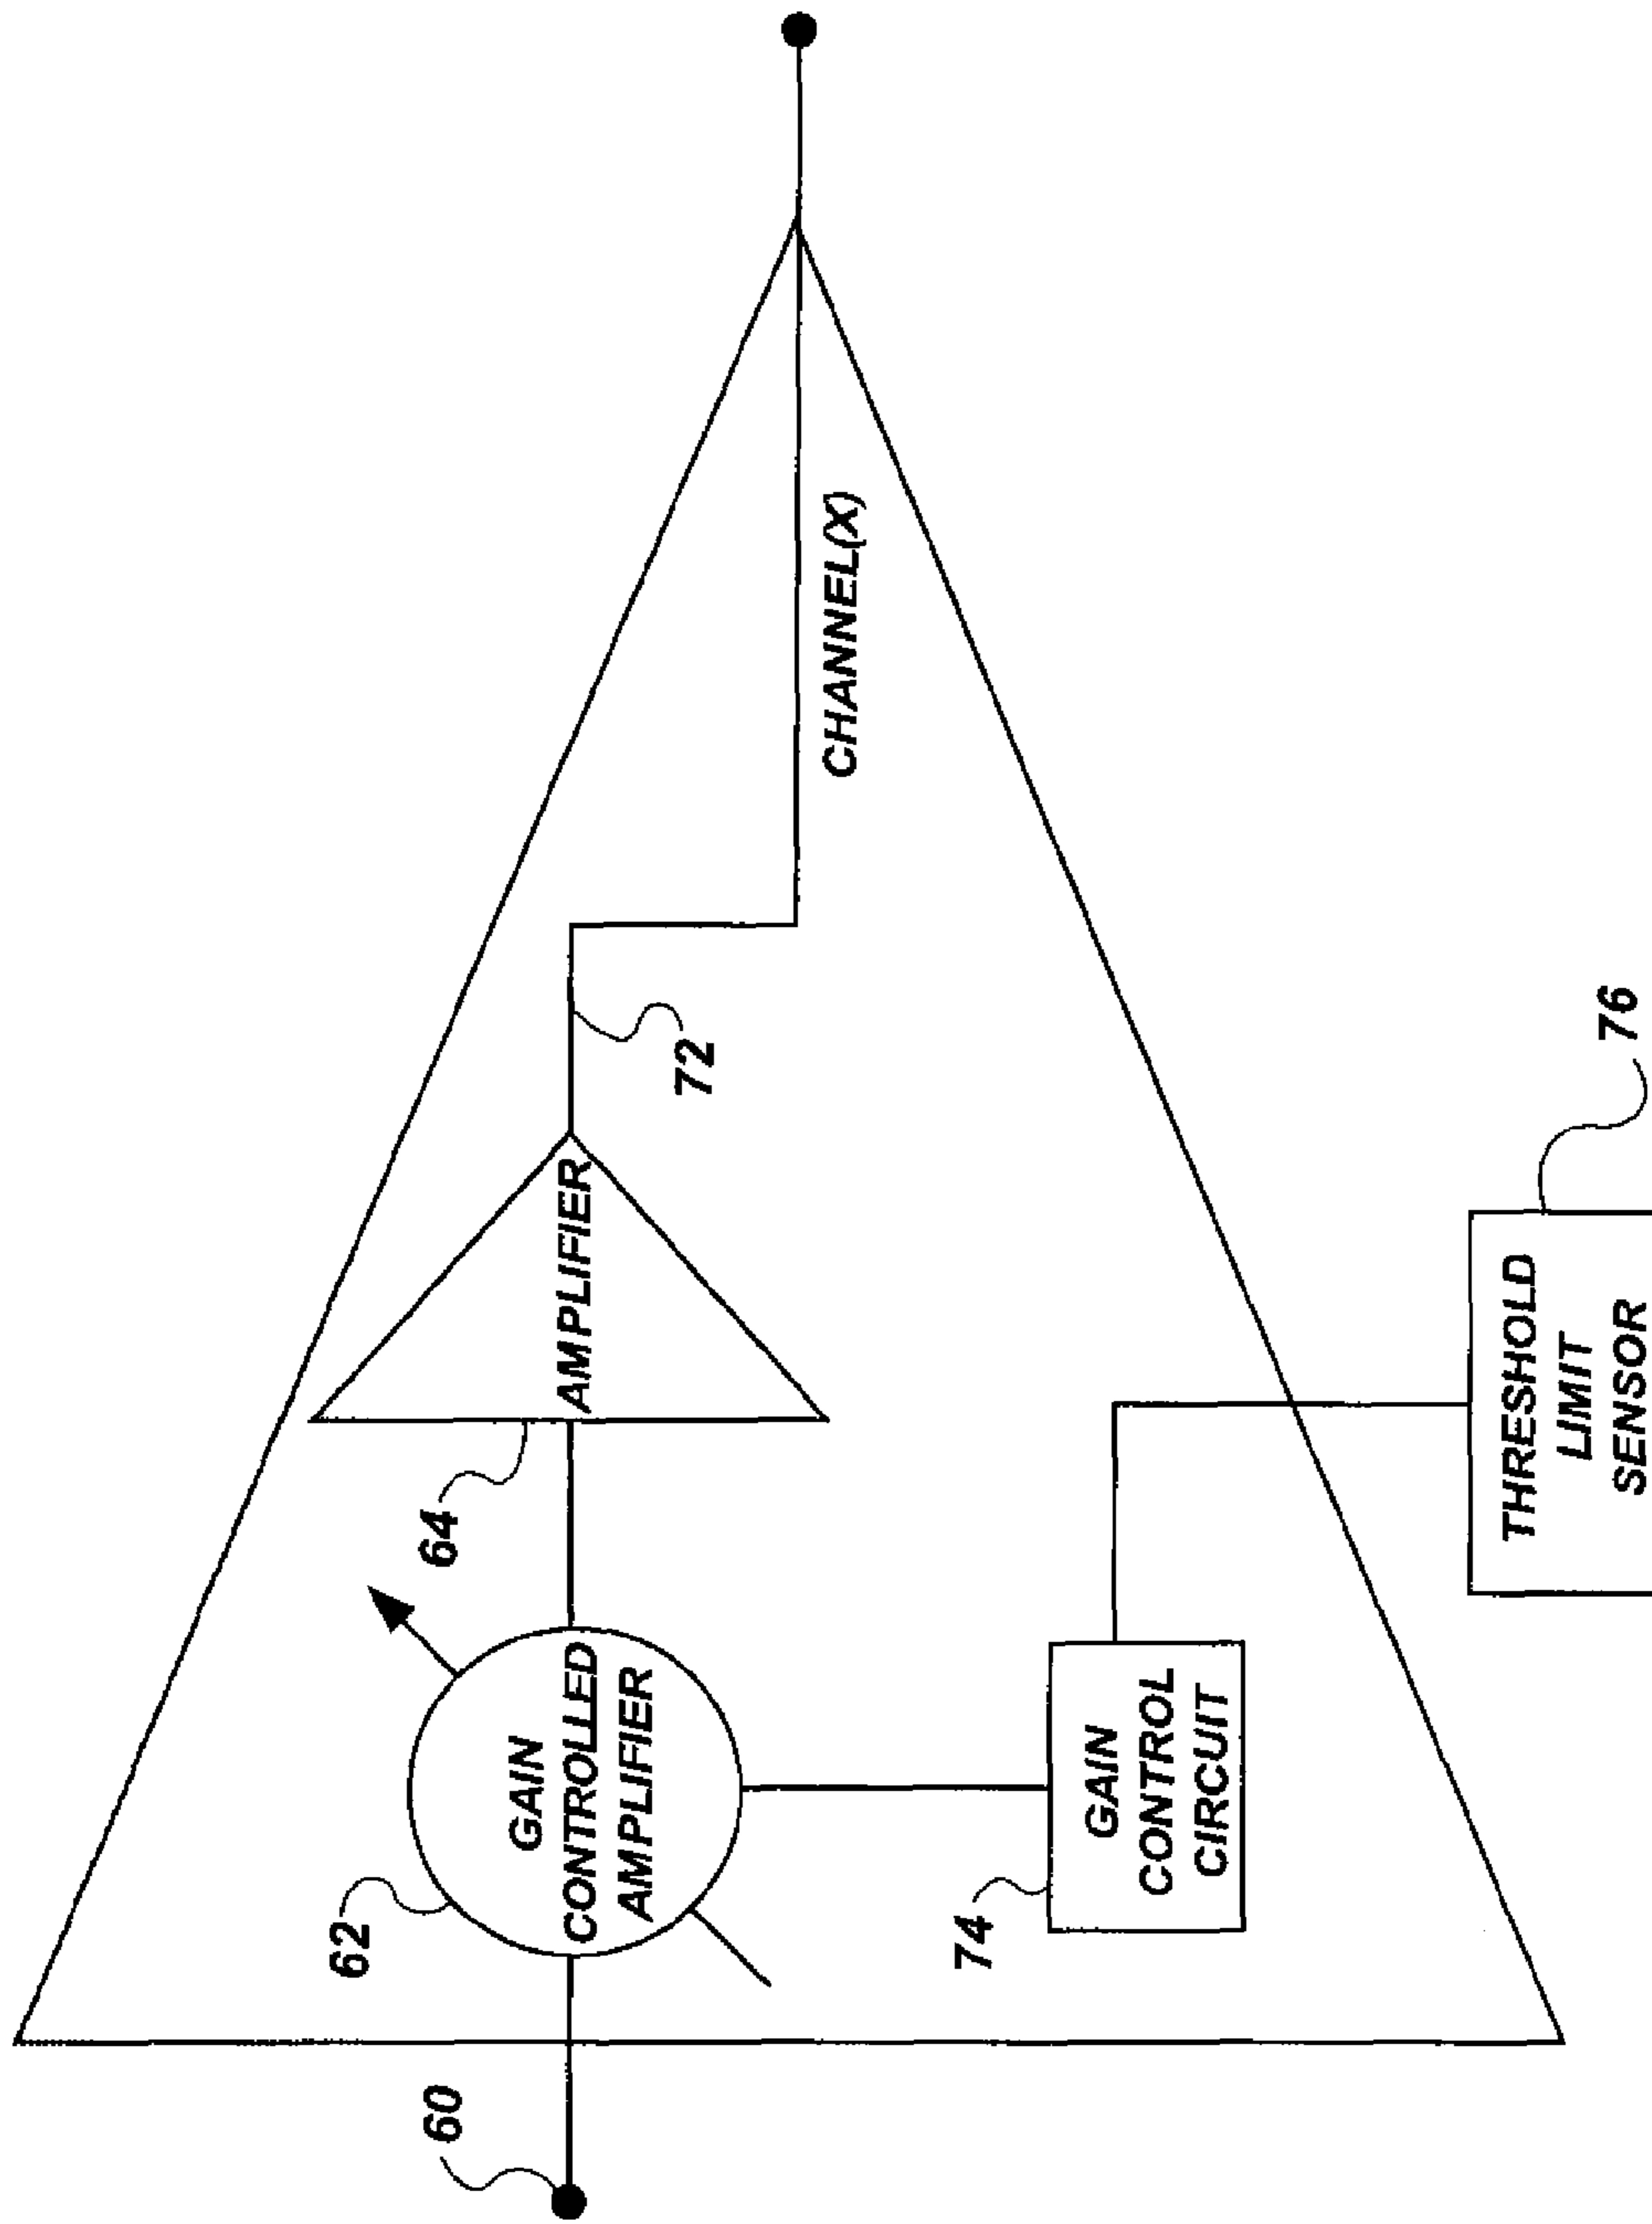 60
62
GAIN
CONTROLLED
AMPLIFIER
64
AMPLIFIER
72
CHANNEL(X)
74
GAIN
CONTROL
CIRCUIT
THRESHOLD
LIMIT
SENSOR
76